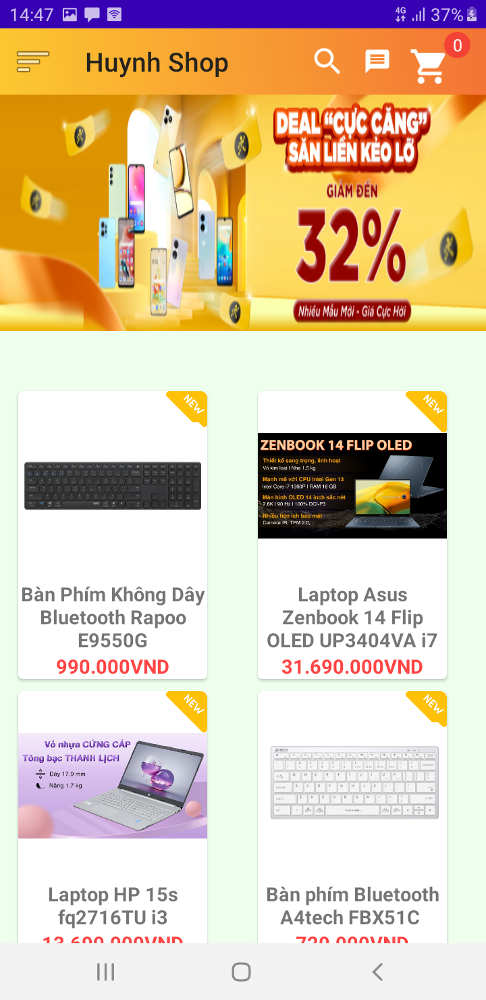 14:47
4G
37%
Huynh Shop
0
DEAL “CỰC CĂNG”
SĂN LIỀN KẺO LỠ
GIẢM ĐẾN
32%
Nhiều Mẫu Mới - Giá Cực Hời
NEW
NEW
ZENBOOK 14 FLIP OLED
Thiết kế sang trọng, linh hoạt
Vỏ kim loại | Nhẹ 1.5 kg
Mạnh mẽ với CPU Intel Gen 13
Intel Core i7 1360P | RAM 16 GB
Màn hình OLED 14 inch sắc nét
2.8K | 90 Hz | 100% DCI-P3
Nhiều tiện ích bảo mật
Camera IR, TPM 2.0,...
Bàn Phím Không Dây
Bluetooth Rapoo
E9550G
990.000VND
Laptop Asus
Zenbook 14 Flip
OLED UP3404VA i7
31.690.000VND
NEW
NEW
Vỏ nhựa CỨNG CÁP
Tông bạc THANH LỊCH
Dày 17.9 mm
Nặng 1.7 kg
A4TECH
Laptop HP 15s
fq2716TU i3
13.690.000VND
Bàn phím Bluetooth
A4tech FBX51C
720.000VND